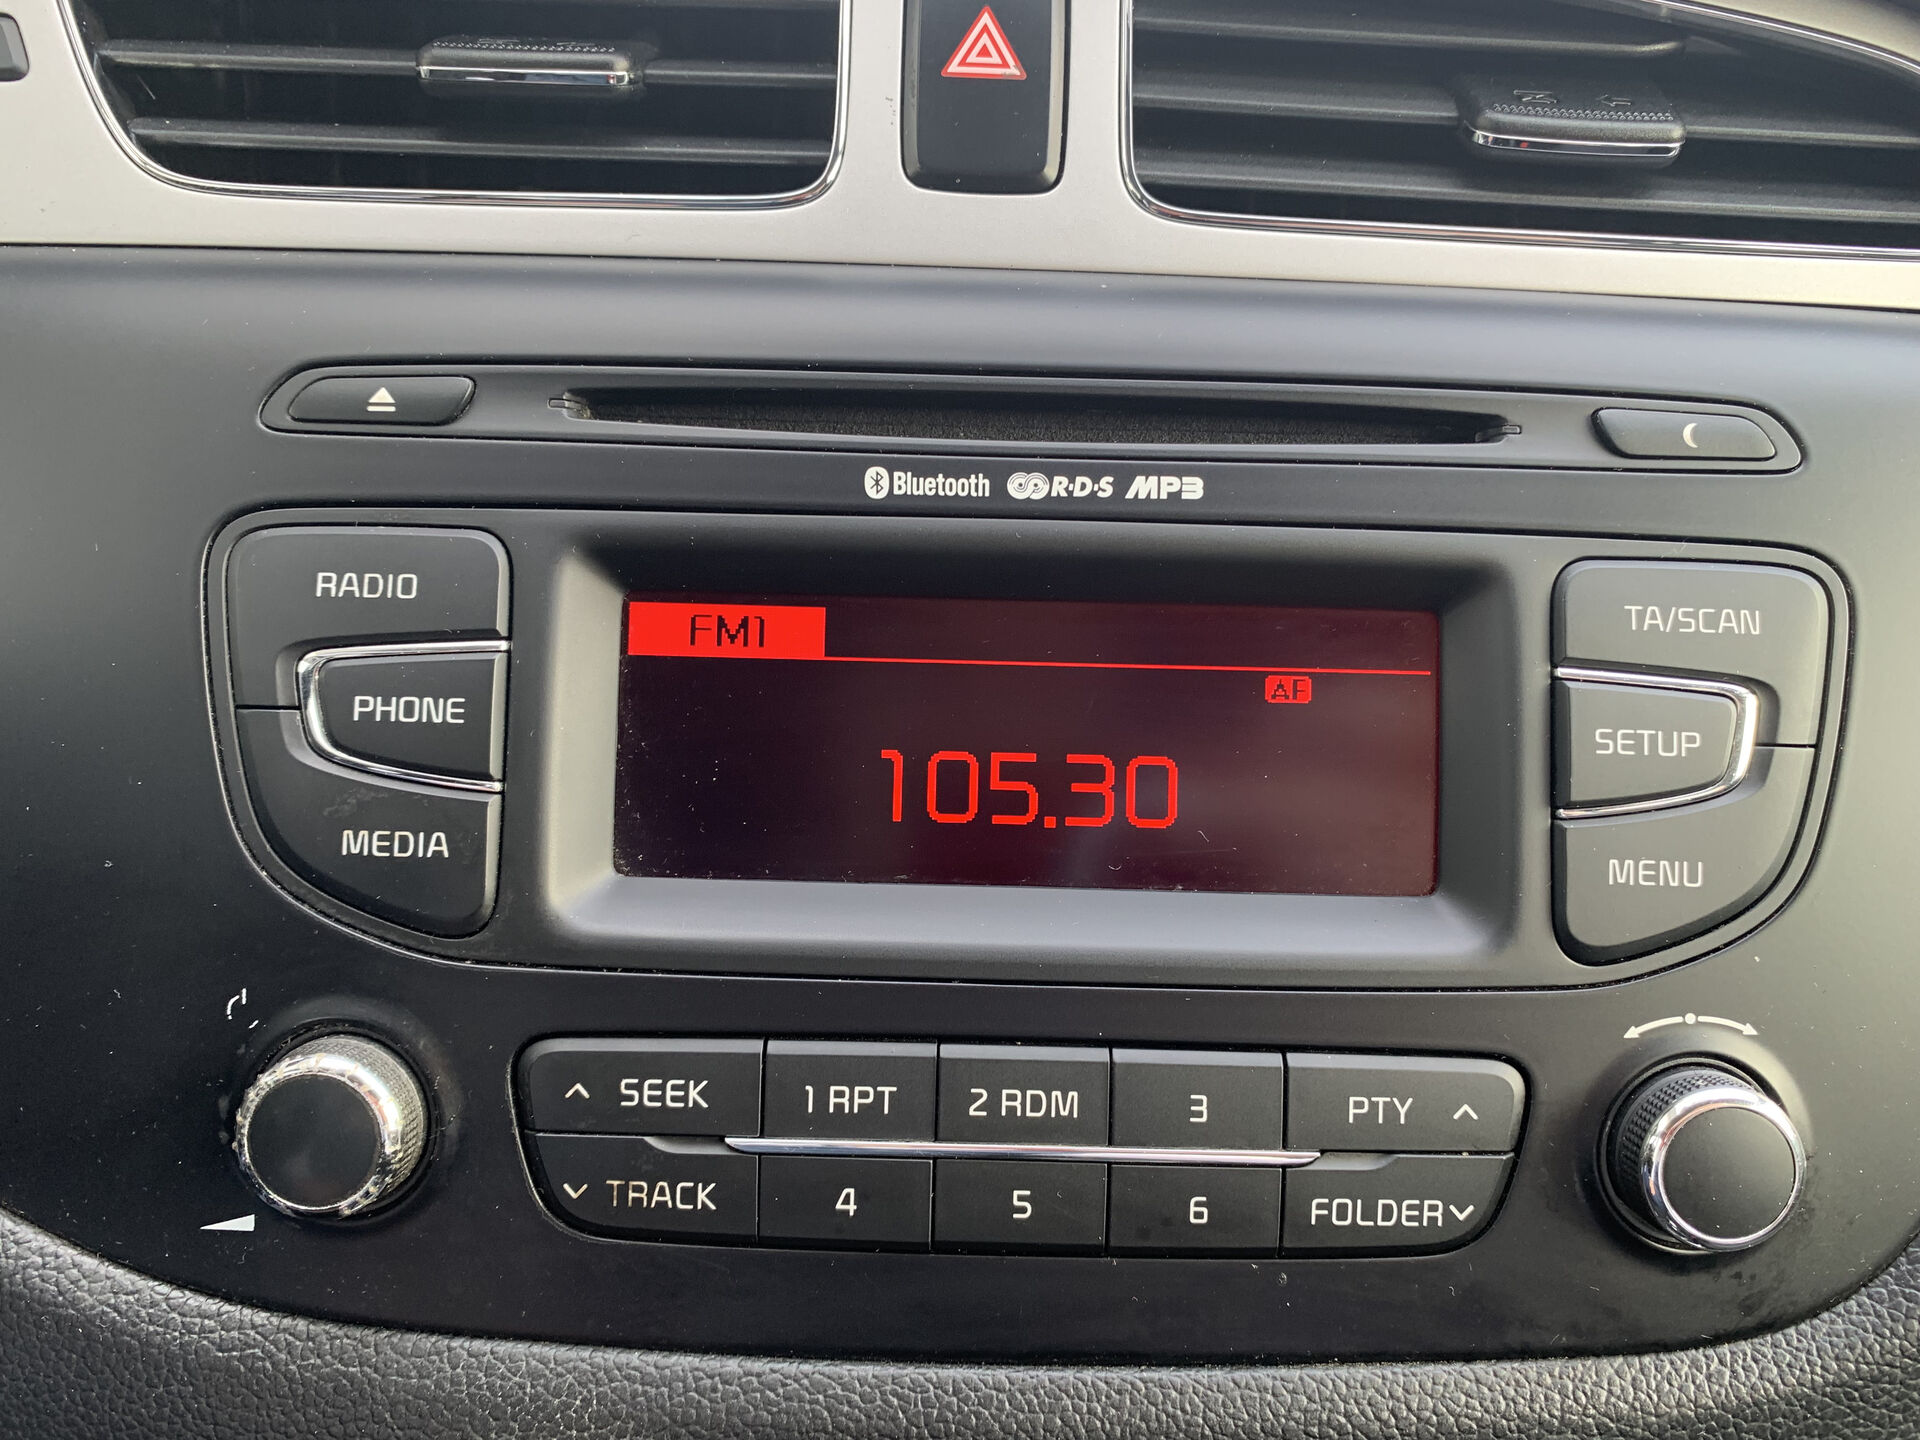 Bluetooth R·D·S MP3
RADIO
PHONE
MEDIA
FM1
AF
105.30
TA/SCAN
SETUP
MENU
SEEK 1 RPT 2 RDM 3 PTY
TRACK 4 5 6 FOLDER